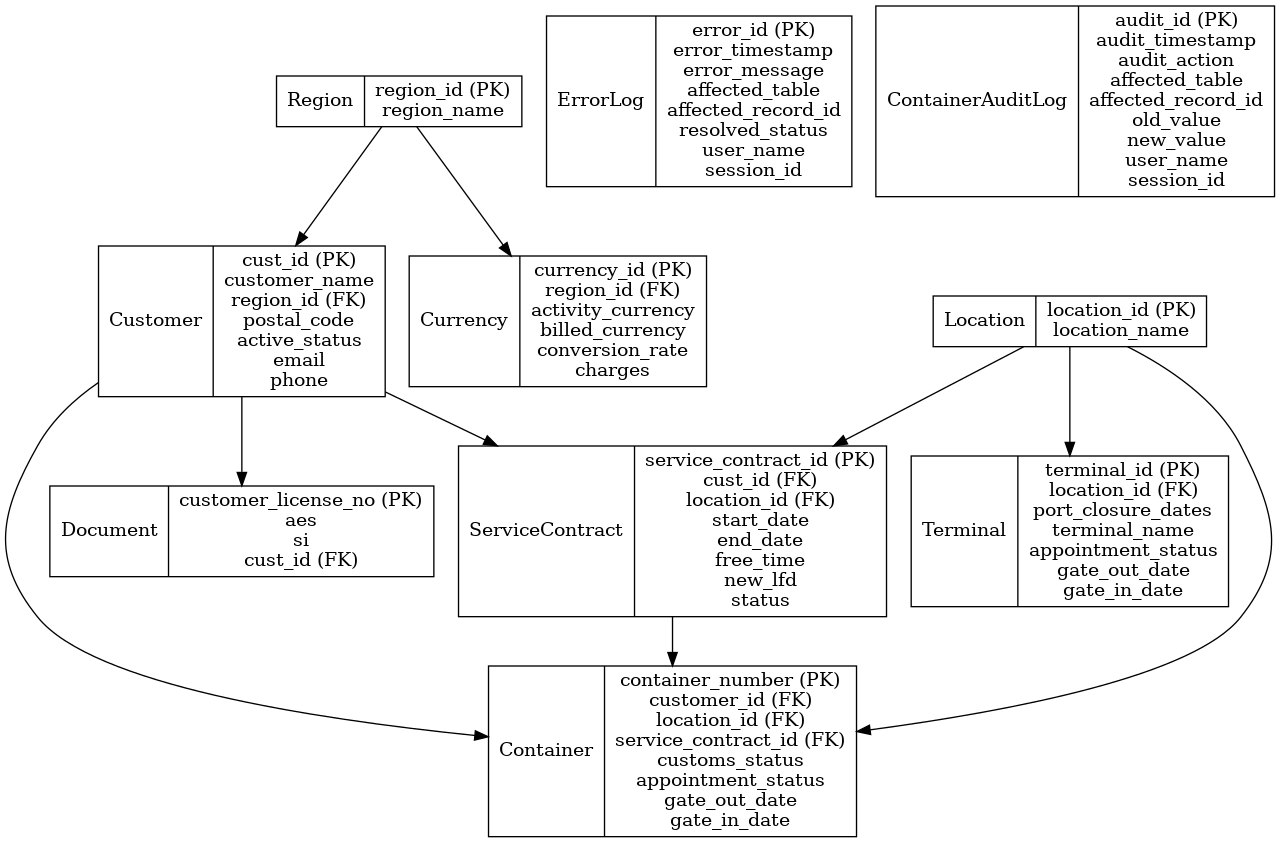 Region
region_id (PK)
region_name
ErrorLog
error_id (PK)
error_timestamp
error_message
affected_table
affected_record_id
resolved_status
user_name
session_id
ContainerAuditLog
audit_id (PK)
audit_timestamp
audit_action
affected_table
affected_record_id
old_value
new_value
user_name
session_id
Customer
cust_id (PK)
customer_name
region_id (FK)
postal_code
active_status
email
phone
Currency
currency_id (PK)
region_id (FK)
activity_currency
billed_currency
conversion_rate
charges
Location
location_id (PK)
location_name
Document
customer_license_no (PK)
aes
si
cust_id (FK)
ServiceContract
service_contract_id (PK)
cust_id (FK)
location_id (FK)
start_date
end_date
free_time
new_lfd
status
Terminal
terminal_id (PK)
location_id (FK)
port_closure_dates
terminal_name
appointment_status
gate_out_date
gate_in_date
Container
container_number (PK)
customer_id (FK)
location_id (FK)
service_contract_id (FK)
customs_status
appointment_status
gate_out_date
gate_in_date